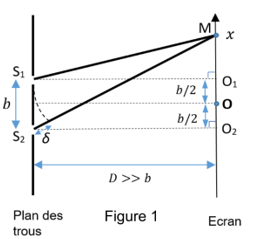 M
x
S₁
O₁
b/2
b
O
b/2
S₂
δ
O₂
D >> b
Plan des
trous
Figure 1
Ecran